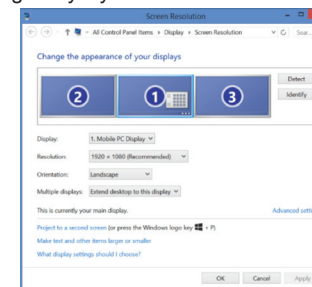 Screen Resolution
« All Control Panel Items › Display › Screen Resolution
Sear...
Change the appearance of your displays
2 1 3
Detect
Identify
Display: 1. Mobile PC Display
Resolution: 1920 × 1080 (Recommended)
Orientation: Landscape
Multiple displays: Extend desktop to this display
This is currently your main display.
Advanced setti
Project to a second screen (or press the Windows logo key + P)
Make text and other items larger or smaller
What display settings should I choose?
OK Cancel Apply